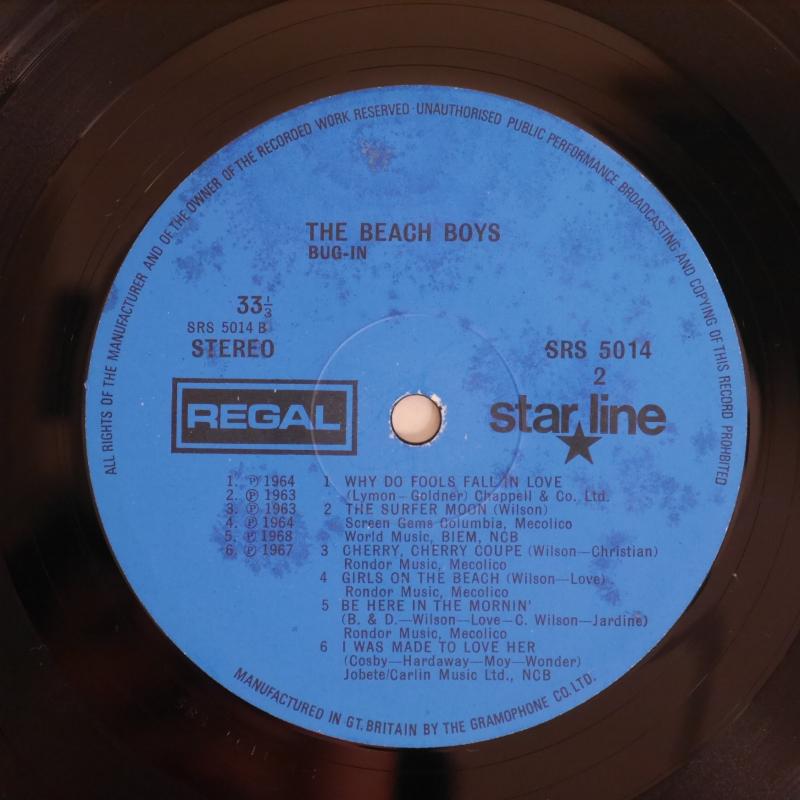 ALL RIGHTS OF THE MANUFACTURER AND OF THE OWNER OF THE RECORDED WORK RESERVED · UNAUTHORISED PUBLIC PERFORMANCE BROADCASTING AND COPYING OF THIS RECORD PROHIBITED
THE BEACH BOYS
BUG-IN
33⅓
SRS 5014 B
STEREO
SRS 5014
2
REGAL
star line
1. ℗ 1964
2. ℗ 1963
3. ℗ 1963
4. ℗ 1964
5. ℗ 1968
6. ℗ 1967
1 WHY DO FOOLS FALL IN LOVE
(Lymon–Goldner) Chappell & Co. Ltd.
2 THE SURFER MOON (Wilson)
Screen Gems Columbia, Mecolico
World Music, BIEM, NCB
3 CHERRY, CHERRY COUPE (Wilson—Christian)
Rondor Music, Mecolico
4 GIRLS ON THE BEACH (Wilson—Love)
Rondor Music, Mecolico
5 BE HERE IN THE MORNIN'
(B. & D.—Wilson—Love—C. Wilson—Jardine)
Rondor Music, Mecolico
6 I WAS MADE TO LOVE HER
(Cosby—Hardaway—Moy—Wonder)
Jobete/Carlin Music Ltd., NCB
MANUFACTURED IN GT. BRITAIN BY THE GRAMOPHONE CO. LTD.